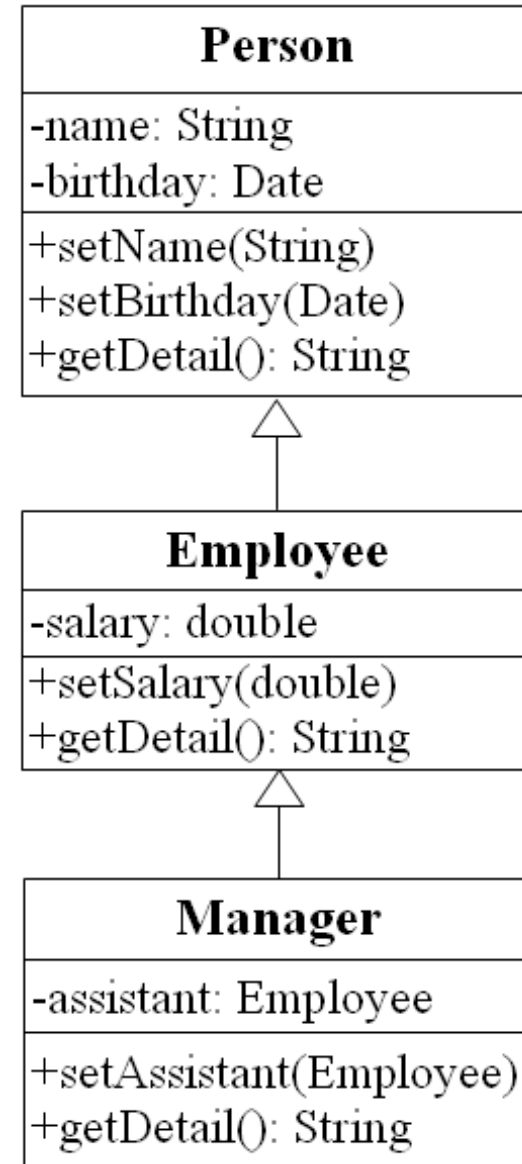 Person
-name: String
-birthday: Date
+setName(String)
+setBirthday(Date)
+getDetail(): String
Employee
-salary: double
+setSalary(double)
+getDetail(): String
Manager
-assistant: Employee
+setAssistant(Employee)
+getDetail(): String